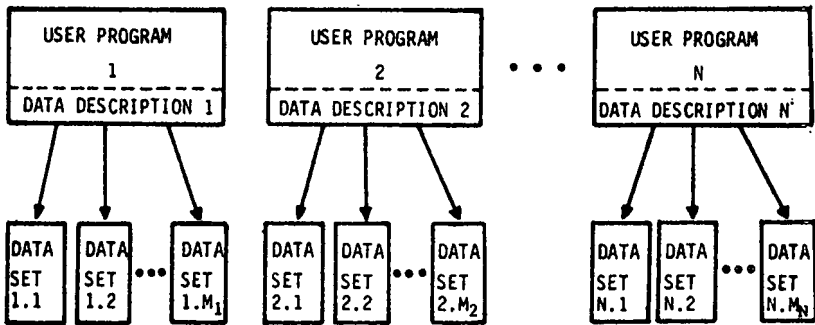 USER PROGRAM
1
DATA DESCRIPTION 1
USER PROGRAM
2
DATA DESCRIPTION 2
USER PROGRAM
N
DATA DESCRIPTION N
DATA
SET
1.1
DATA
SET
1.2
DATA
SET
1.M₁
DATA
SET
2.1
DATA
SET
2.2
DATA
SET
2.M₂
DATA
SET
N.1
DATA
SET
N.2
DATA
SET
N.M_N